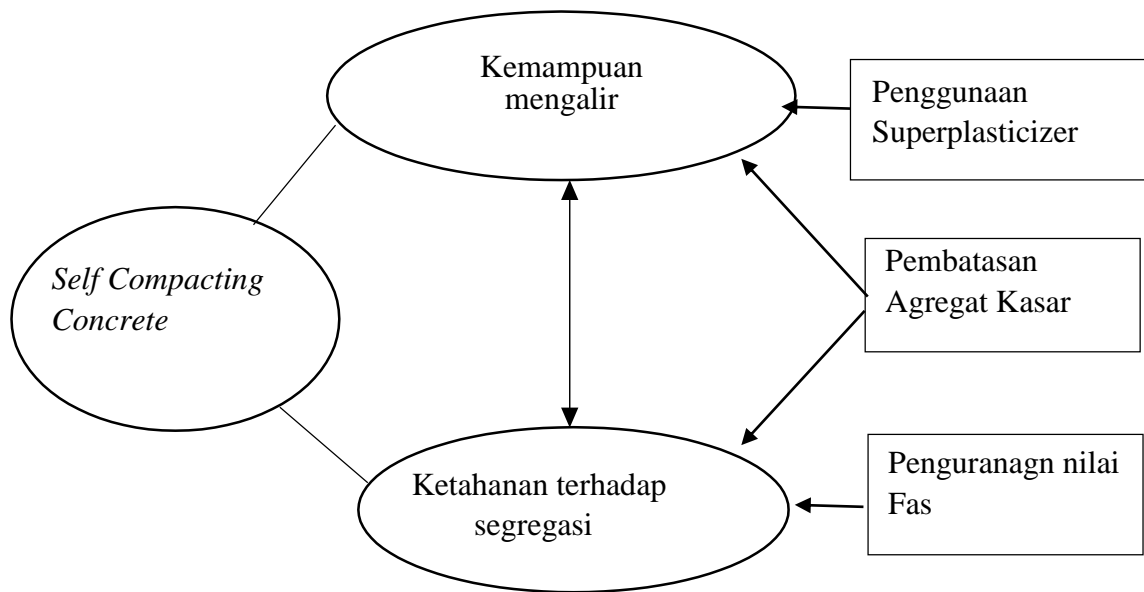 Kemampuan
mengalir
Penggunaan
Superplasticizer
Self Compacting
Concrete
Pembatasan
Agregat Kasar
Ketahanan terhadap
segregasi
Penguranagn nilai
Fas